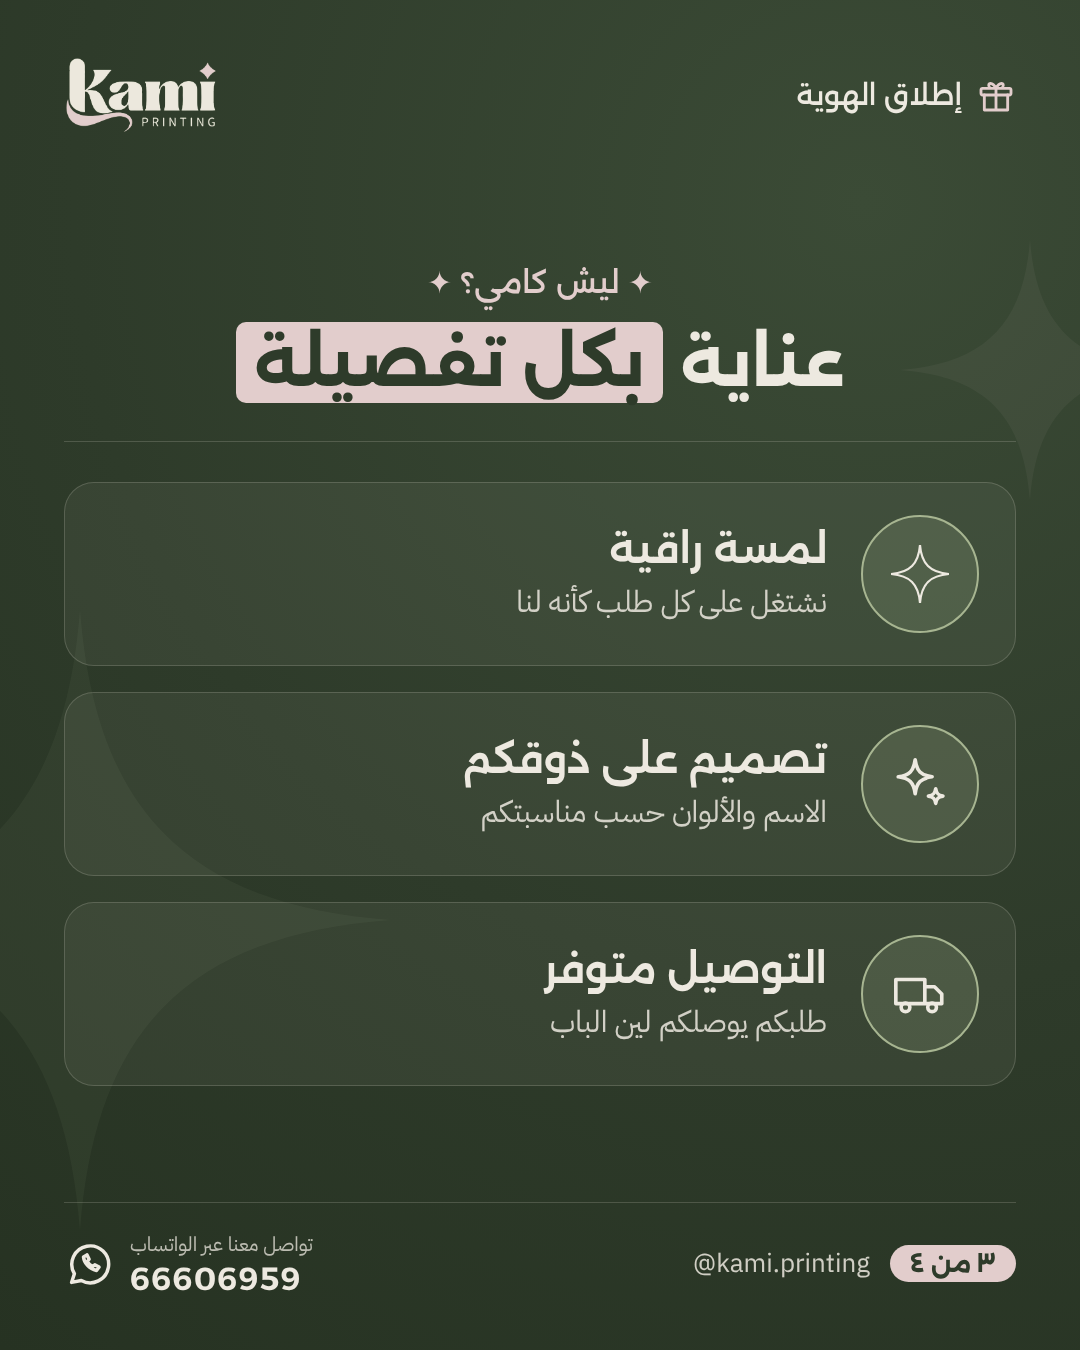 إطلاق الهوية
Kami
PRINTING
ليش كامي؟
عناية بكل تفصيلة
لمسة راقية
نشتغل على كل طلب كأنه لنا
تصميم على ذوقكم
الاسم والألوان حسب مناسبتكم
التوصيل متوفر
طلبكم يوصلكم لين الباب
٣ من ٤
@kami.printing
تواصل معنا عبر الواتساب
66606959